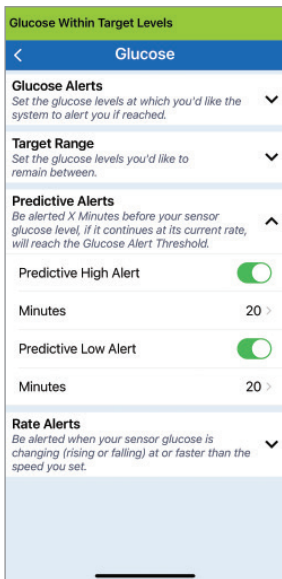 Glucose Within Target Levels
Glucose
Glucose Alerts
Set the glucose levels at which you'd like the
system to alert you if reached.
Target Range
Set the glucose levels you'd like to
remain between.
Predictive Alerts
Be alerted X Minutes before your sensor
glucose level, if it continues at its current rate,
will reach the Glucose Alert Threshold.
Predictive High Alert
Minutes 20
Predictive Low Alert
Minutes 20
Rate Alerts
Be alerted when your sensor glucose is
changing (rising or falling) at or faster than the
speed you set.